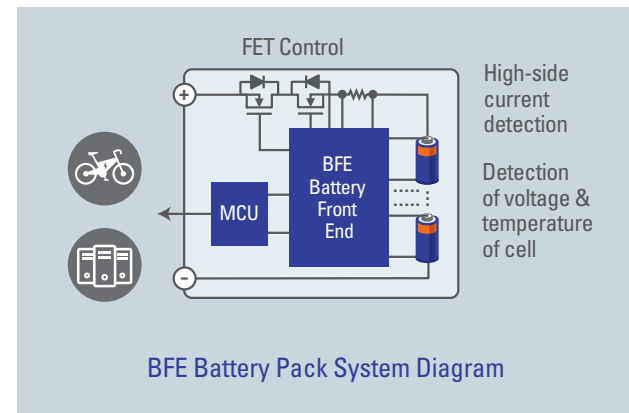 FET Control
High-side
current
detection
+
BFE
Battery
Front
End
MCU
Detection
of voltage &
temperature
of cell
-
BFE Battery Pack System Diagram